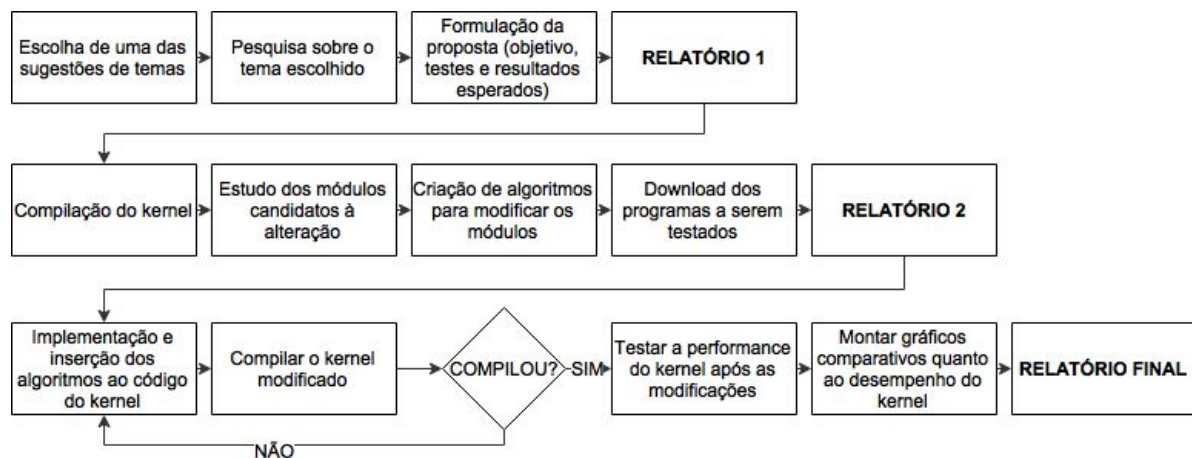 Escolha de uma das
sugestões de temas
Pesquisa sobre o
tema escolhido
Formulação da
proposta (objetivo,
testes e resultados
esperados)
RELATÓRIO 1
Compilação do kernel
Estudo dos módulos
candidatos à
alteração
Criação de algoritmos
para modificar os
módulos
Download dos
programas a serem
testados
RELATÓRIO 2
Implementação e
inserção dos
algoritmos ao código
do kernel
Compilar o kernel
modificado
COMPILOU?
SIM
NÃO
Testar a performance
do kernel após as
modificações
Montar gráficos
comparativos quanto
ao desempenho do
kernel
RELATÓRIO FINAL